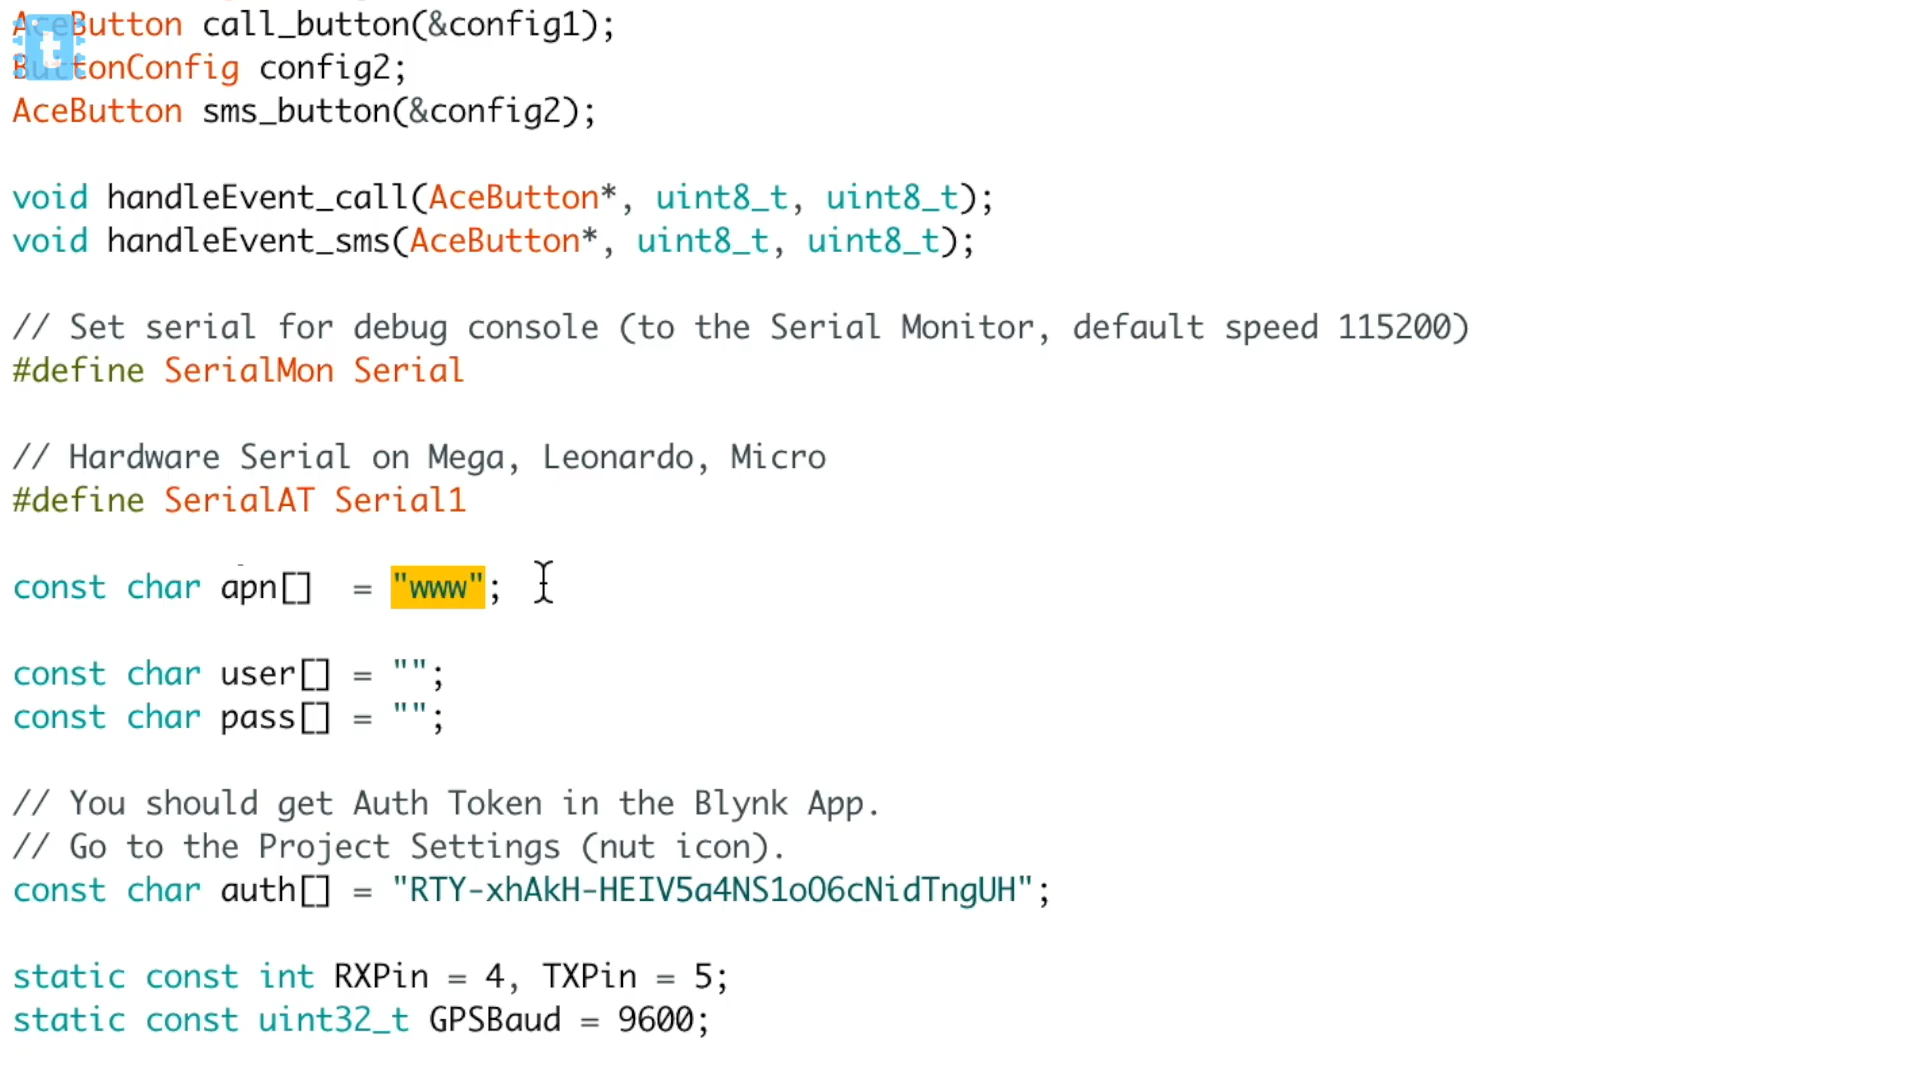 AceButton call_button(&config1);
ButtonConfig config2;
AceButton sms_button(&config2);
void handleEvent_call(AceButton*, uint8_t, uint8_t);
void handleEvent_sms(AceButton*, uint8_t, uint8_t);
// Set serial for debug console (to the Serial Monitor, default speed 115200)
#define SerialMon Serial
// Hardware Serial on Mega, Leonardo, Micro
#define SerialAT Serial1
const char apn[]  = "www";
const char user[] = "";
const char pass[] = "";
// You should get Auth Token in the Blynk App.
// Go to the Project Settings (nut icon).
const char auth[] = "RTY-xhAkH-HEIV5a4NS1oO6cNidTngUH";
static const int RXPin = 4, TXPin = 5;
static const uint32_t GPSBaud = 9600;